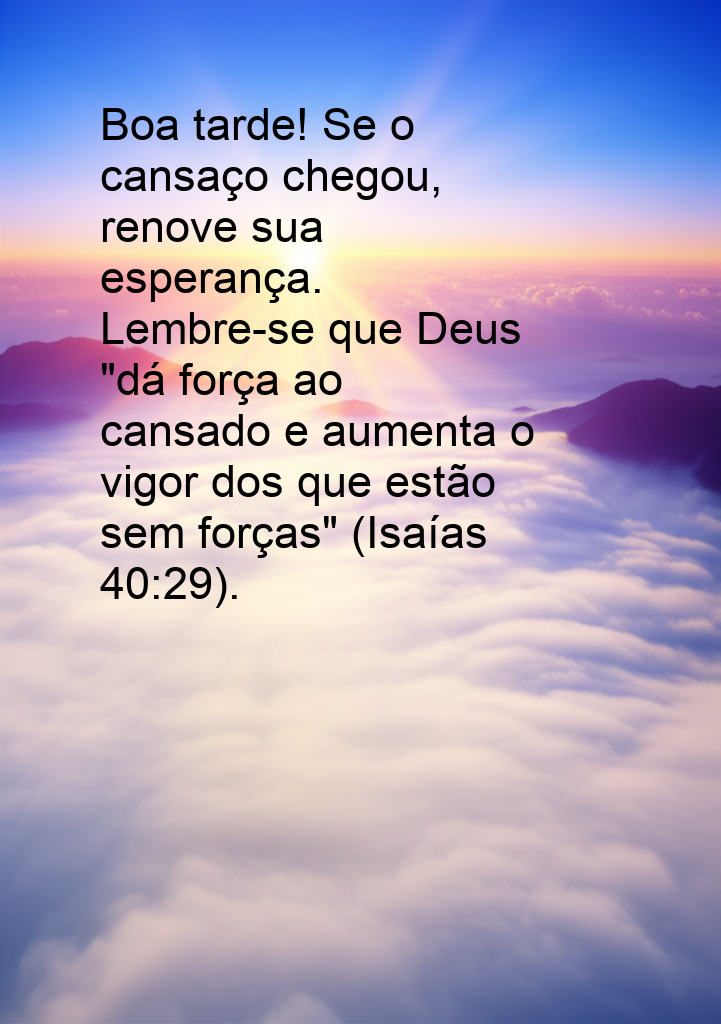 Boa tarde! Se o
cansaço chegou,
renove sua
esperança.
Lembre-se que Deus
"dá força ao
cansado e aumenta o
vigor dos que estão
sem forças" (Isaías
40:29).